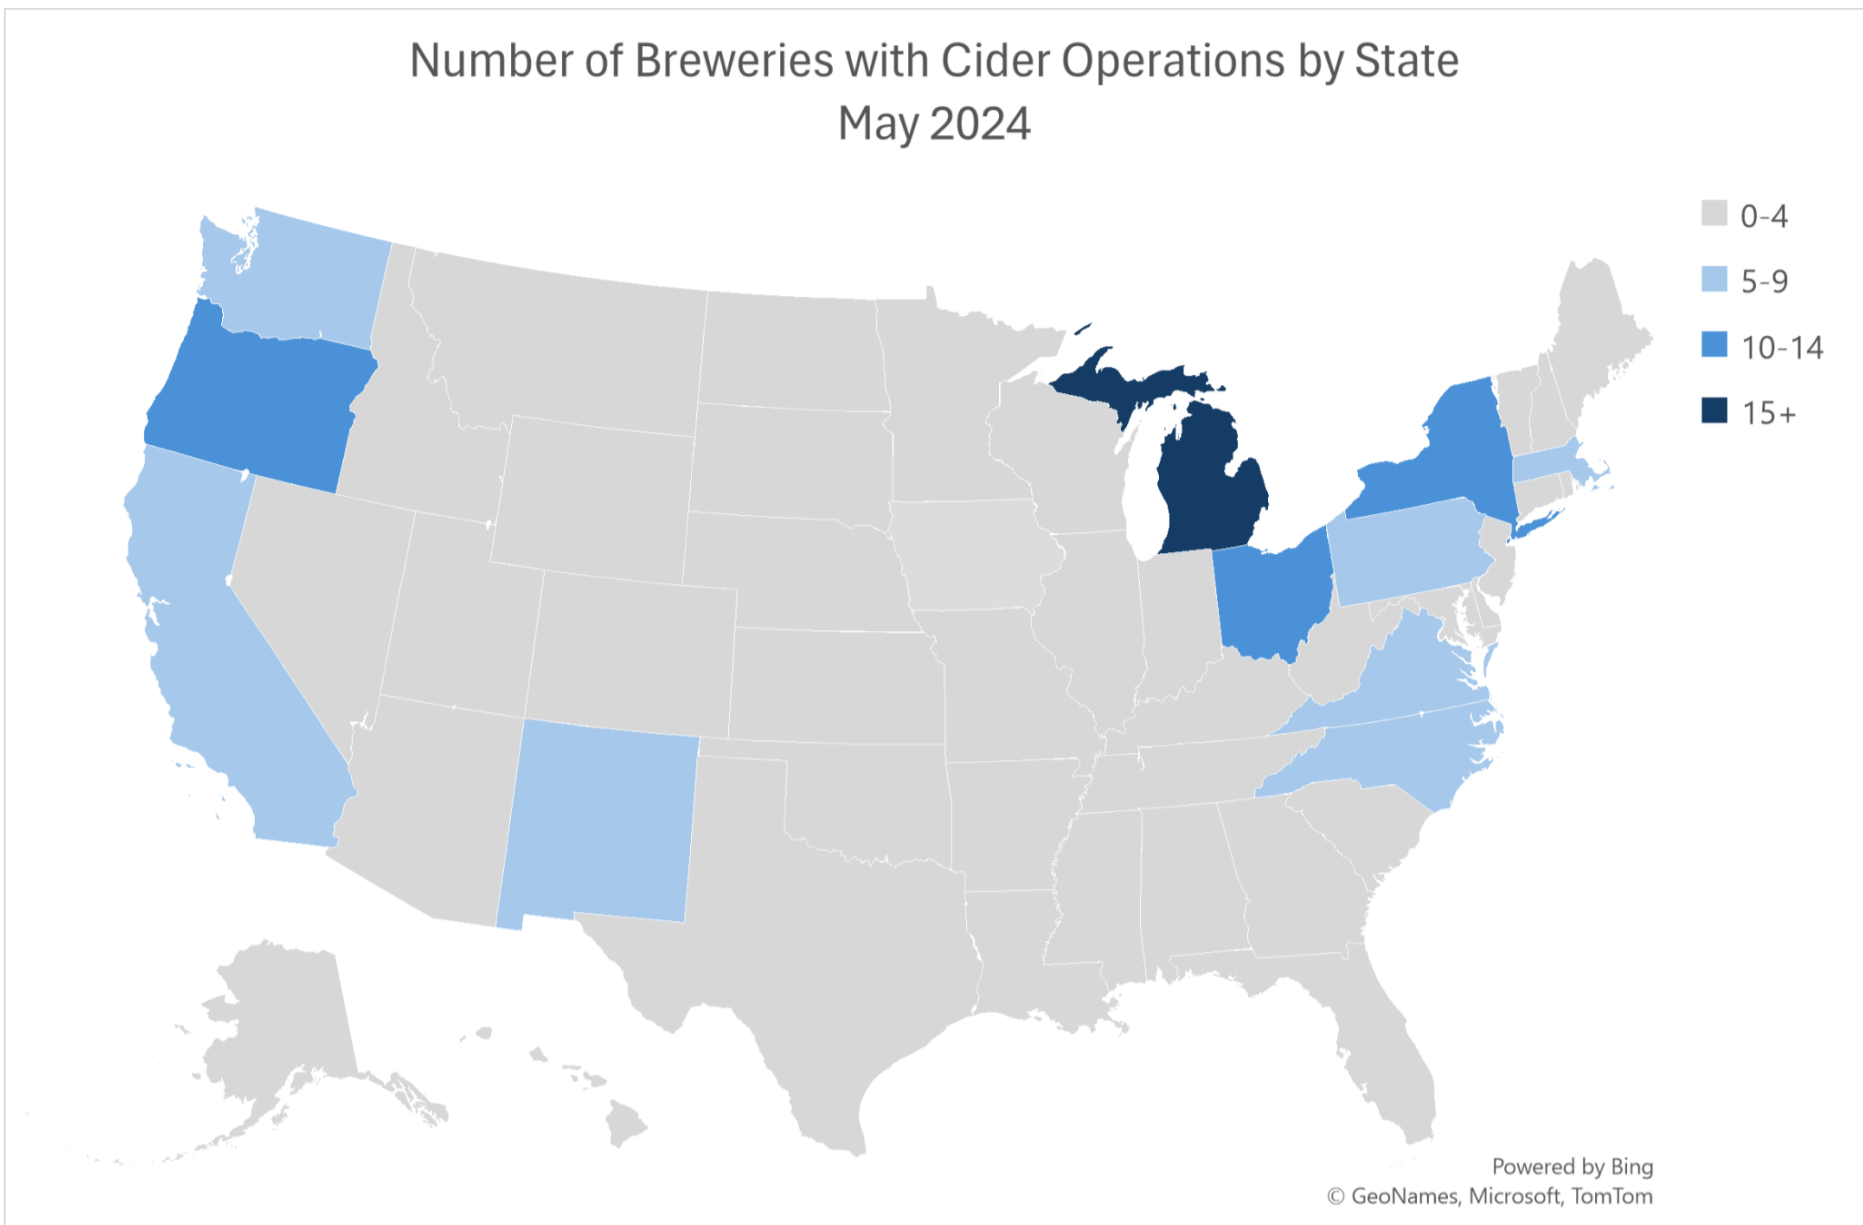 Number of Breweries with Cider Operations by State
May 2024
0-4
5-9
10-14
15+
Powered by Bing
© GeoNames, Microsoft, TomTom